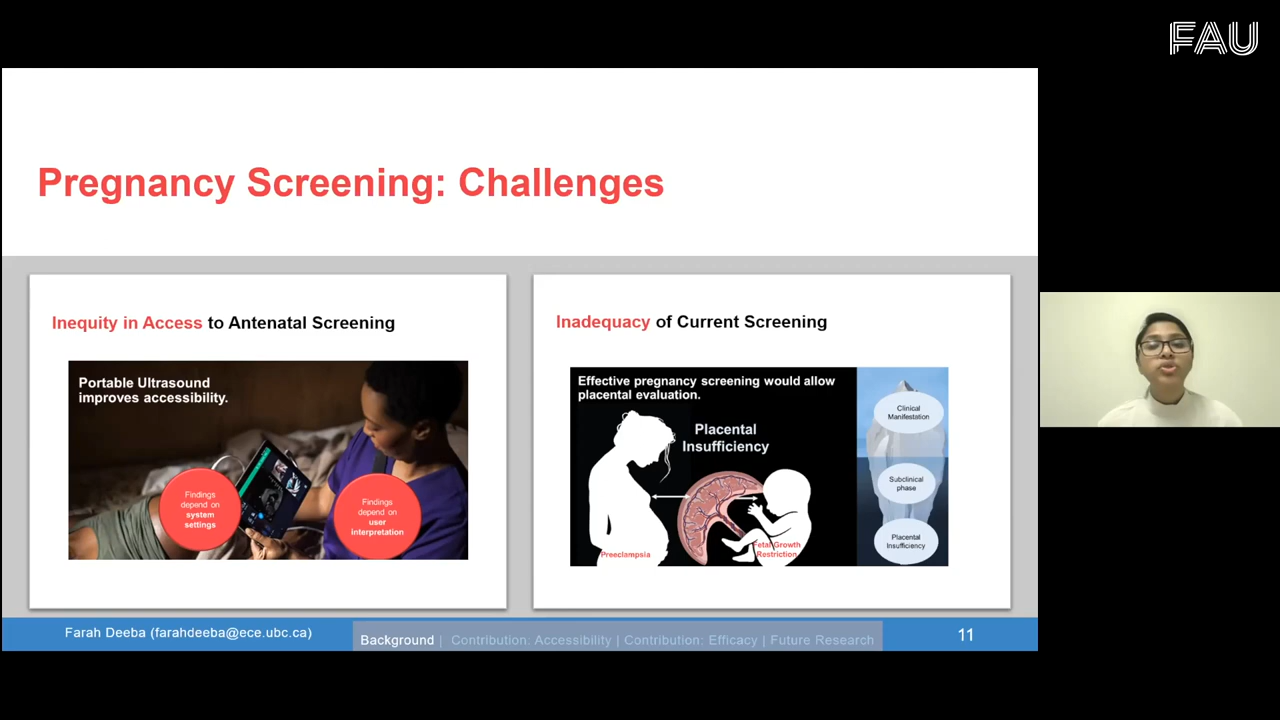 FAU
Pregnancy Screening: Challenges
Inequity in Access to Antenatal Screening
Portable Ultrasound
improves accessibility.
Findings
depend on
system
settings
Findings
depend on
user
interpretation
Inadequacy of Current Screening
Effective pregnancy screening would allow
placental evaluation.
Placental
Insufficiency
Preeclampsia
Fetal Growth
Restriction
Clinical
Manifestation
Subclinical
phase
Placental
Insufficiency
Farah Deeba (farahdeeba@ece.ubc.ca)
Background | Contribution: Accessibility | Contribution: Efficacy | Future Research
11